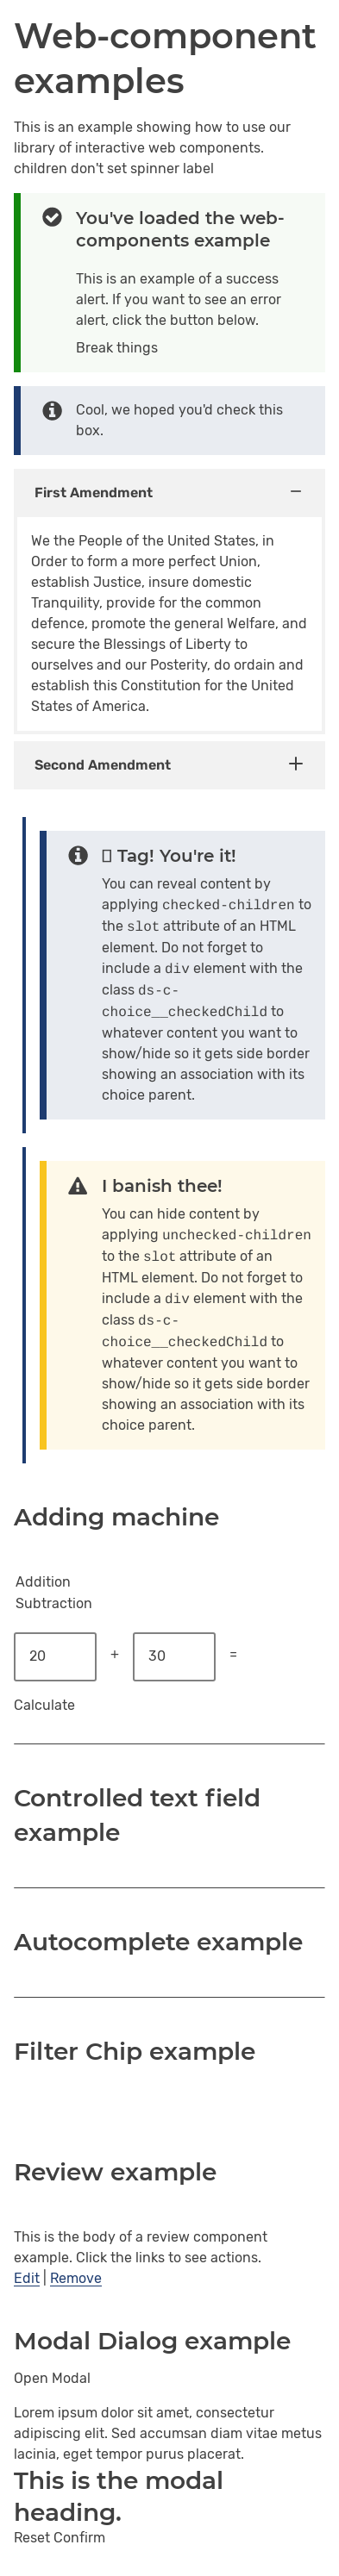 Web-component
examples
This is an example showing how to use our
library of interactive web components.
children don't set spinner label
You've loaded the web-
components example
This is an example of a success
alert. If you want to see an error
alert, click the button below.
Break things
Cool, we hoped you'd check this
box.
First Amendment
We the People of the United States, in
Order to form a more perfect Union,
establish Justice, insure domestic
Tranquility, provide for the common
defence, promote the general Welfare, and
secure the Blessings of Liberty to
ourselves and our Posterity, do ordain and
establish this Constitution for the United
States of America.
Second Amendment
Tag! You're it!
You can reveal content by
applying checked-children to
the slot attribute of an HTML
element. Do not forget to
include a div element with the
class ds-c-
choice__checkedChild to
whatever content you want to
show/hide so it gets side border
showing an association with its
choice parent.
I banish thee!
You can hide content by
applying unchecked-children
to the slot attribute of an
HTML element. Do not forget to
include a div element with the
class ds-c-
choice__checkedChild to
whatever content you want to
show/hide so it gets side border
showing an association with its
choice parent.
Adding machine
Addition
Subtraction
20 + 30 =
Calculate
Controlled text field
example
Autocomplete example
Filter Chip example
Review example
This is the body of a review component
example. Click the links to see actions.
Edit | Remove
Modal Dialog example
Open Modal
Lorem ipsum dolor sit amet, consectetur
adipiscing elit. Sed accumsan diam vitae metus
lacinia, eget tempor purus placerat.
This is the modal
heading.
Reset Confirm